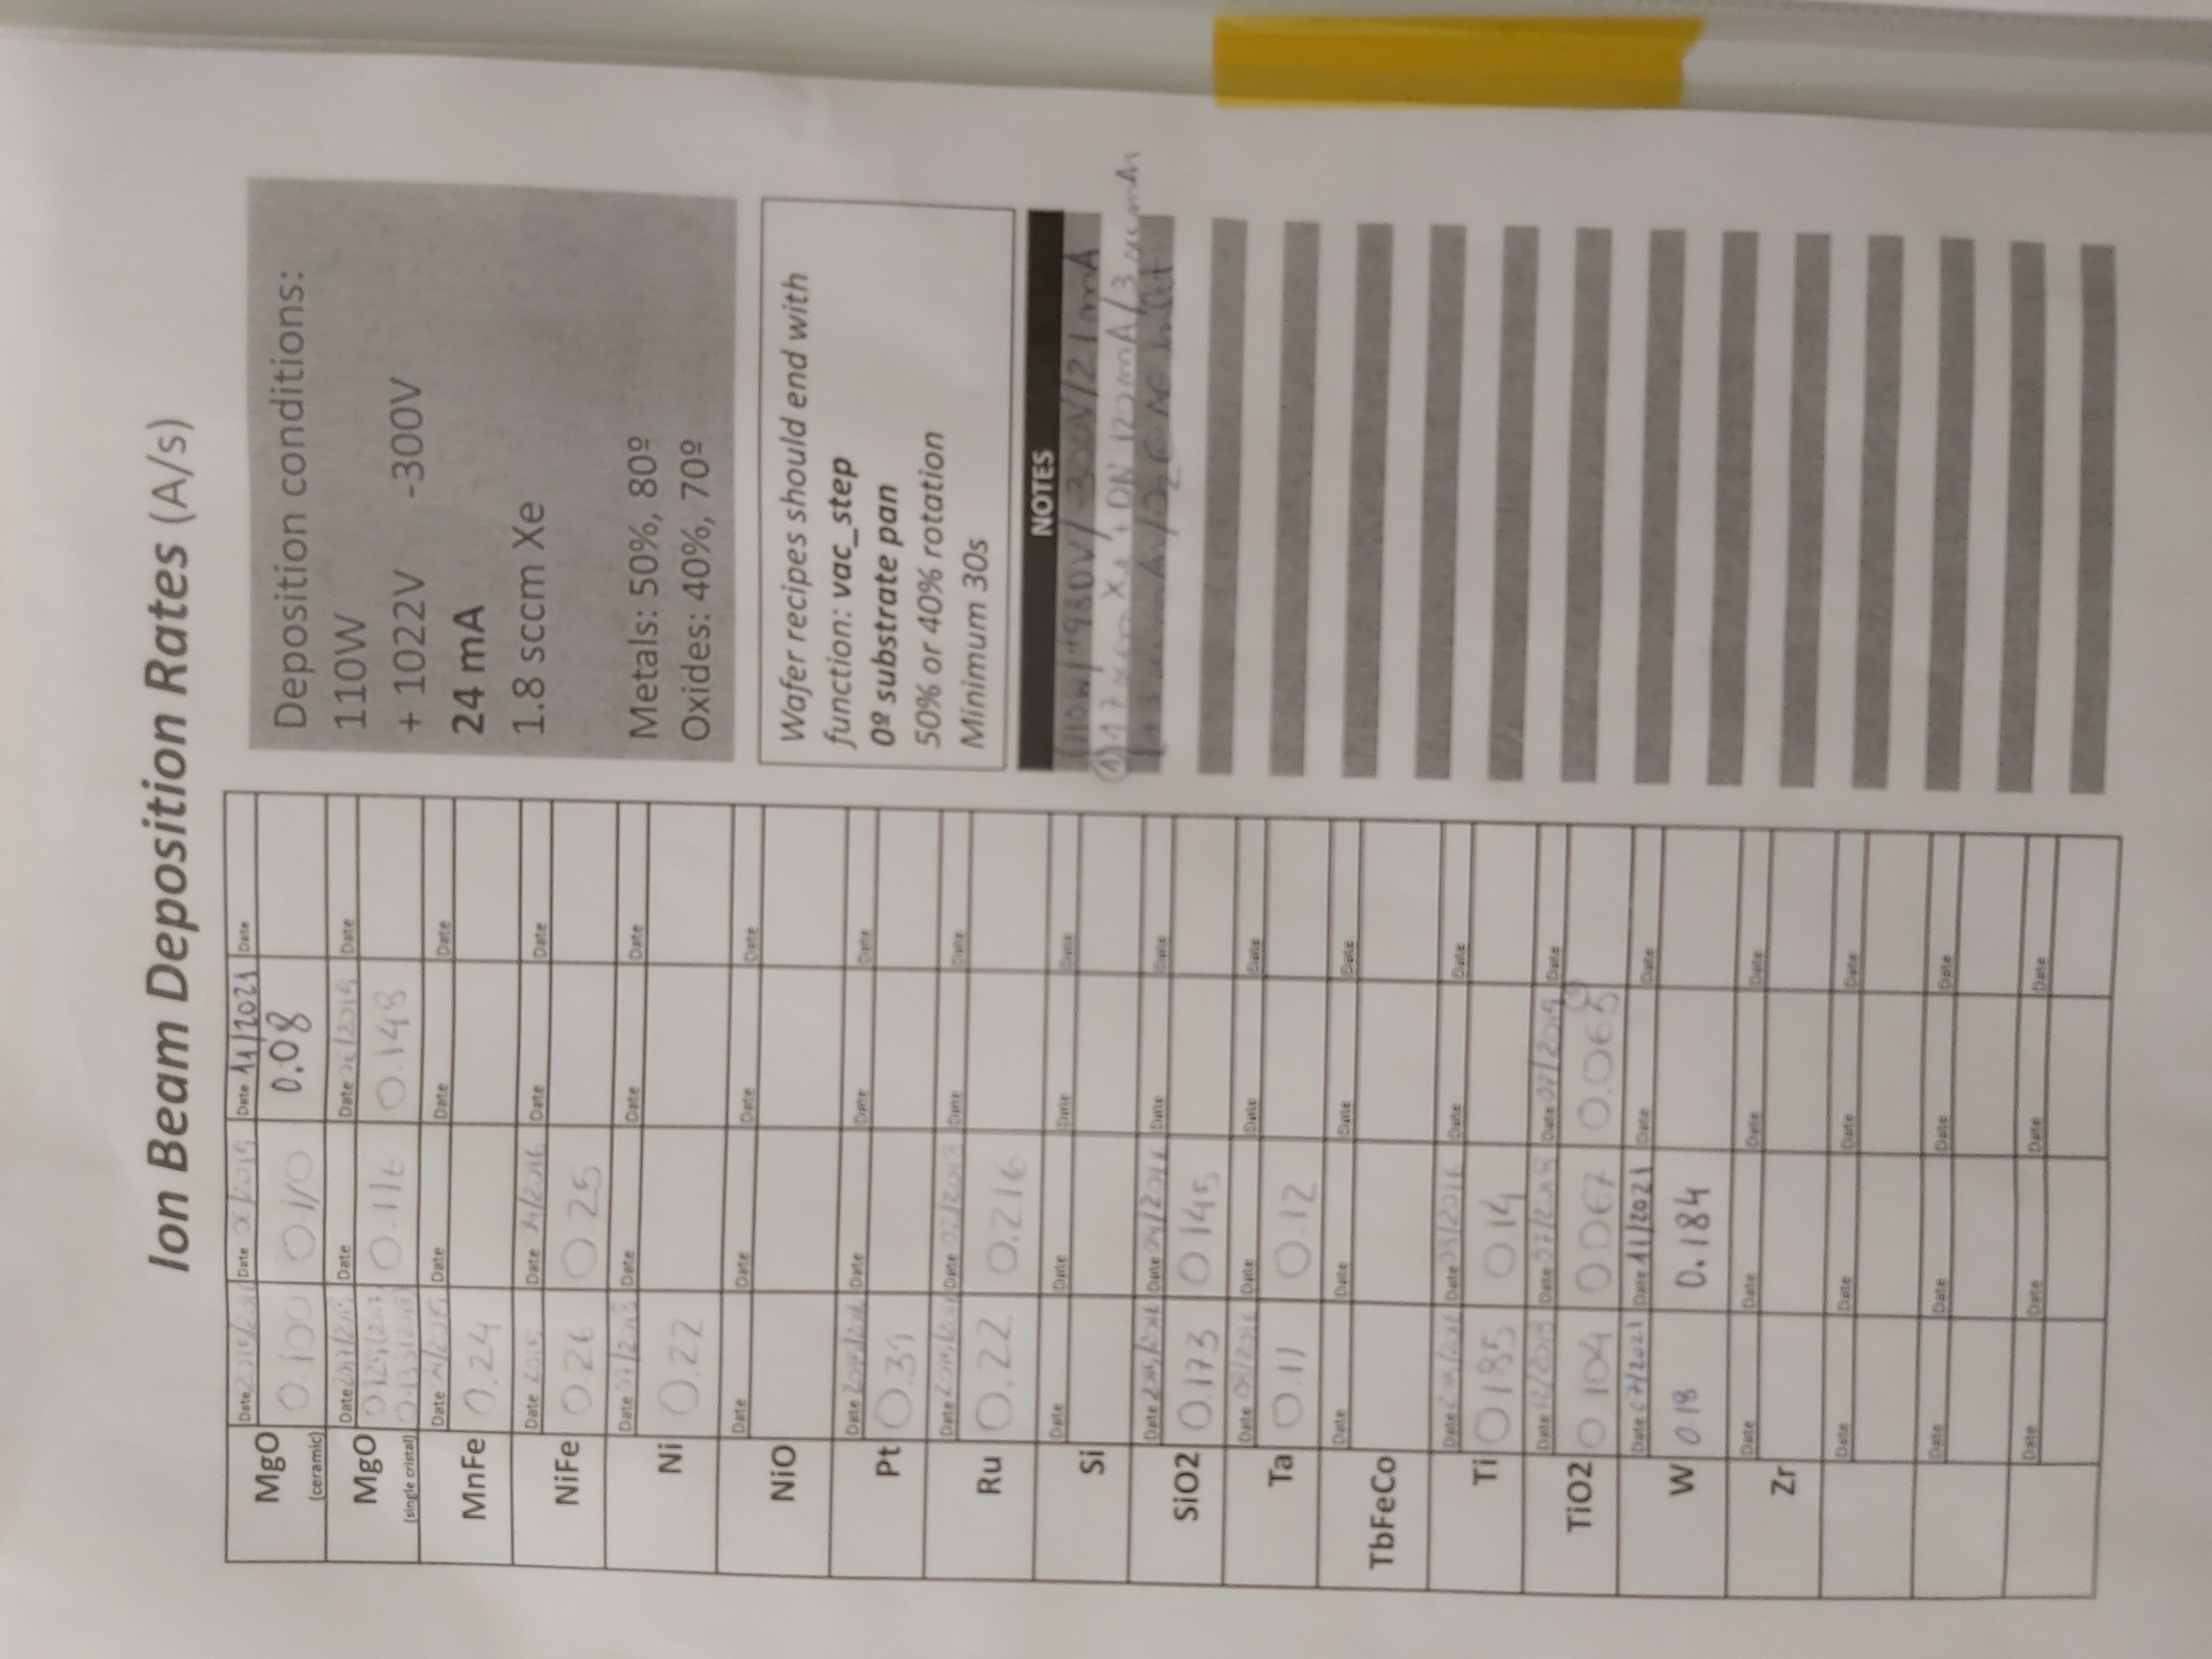 Ion Beam Deposition Rates (A/s)
MgO (ceramic)
Date 2015/2016 Date 06/2019 Date 11/2021 Date
0.100 0.110 0.08
MgO (single cristal)
Date 2017/2018 Date Date 06/2019 Date
0.129(2017) 0.116 0.148
0.133(2018)
MnFe
Date Date Date Date
0.24
NiFe
Date 2015 Date 04/2016 Date Date
0.26 0.25
Ni
Date 07/2018 Date Date Date
0.22
NiO
Date Date Date Date
Pt
Date 2015/2016 Date Date Date
0.31
Ru
Date 2015/2016 Date 02/2018 Date Date
0.22 0.216
Si
Date Date Date Date
SiO2
Date 2015/2016 Date 04/2016 Date Date
0.173 0.145
Ta
Date 03/2016 Date Date Date
0.11 0.12
TbFeCo
Date Date Date Date
Ti
Date 2015/2016 Date 03/2016 Date Date
0.185 0.14
TiO2
Date 12/2018 Date 07/2018 Date 07/2019 Date
0.104 0.067 0.065
W
Date 07/2021 Date 11/2021 Date Date
0.18 0.184
Zr
Date Date Date Date
Date Date Date Date
Date Date Date Date
Date Date Date Date
Deposition conditions:
110W
+ 1022V -300V
24 mA
1.8 sccm Xe
Metals: 50%, 80º
Oxides: 40%, 70º
Wafer recipes should end with
function: vac_step
0º substrate pan
50% or 40% rotation
Minimum 30s
NOTES
110W/+980V/-300V/21mA
① 1.7 sccm Xe + DN 120mA/3 sccm Ar